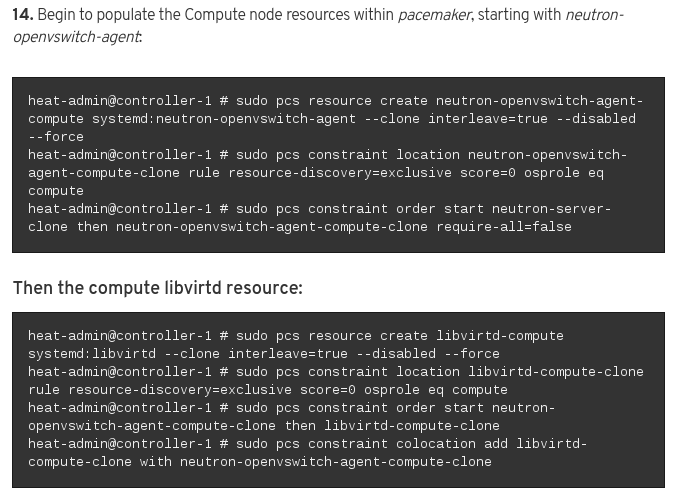 14. Begin to populate the Compute node resources within pacemaker, starting with neutron-
openvswitch-agent:
heat-admin@controller-1 # sudo pcs resource create neutron-openvswitch-agent-
compute systemd:neutron-openvswitch-agent --clone interleave=true --disabled
--force
heat-admin@controller-1 # sudo pcs constraint location neutron-openvswitch-
agent-compute-clone rule resource-discovery=exclusive score=0 osprole eq
compute
heat-admin@controller-1 # sudo pcs constraint order start neutron-server-
clone then neutron-openvswitch-agent-compute-clone require-all=false
Then the compute libvirtd resource:
heat-admin@controller-1 # sudo pcs resource create libvirtd-compute
systemd:libvirtd --clone interleave=true --disabled --force
heat-admin@controller-1 # sudo pcs constraint location libvirtd-compute-clone
rule resource-discovery=exclusive score=0 osprole eq compute
heat-admin@controller-1 # sudo pcs constraint order start neutron-
openvswitch-agent-compute-clone then libvirtd-compute-clone
heat-admin@controller-1 # sudo pcs constraint colocation add libvirtd-
compute-clone with neutron-openvswitch-agent-compute-clone